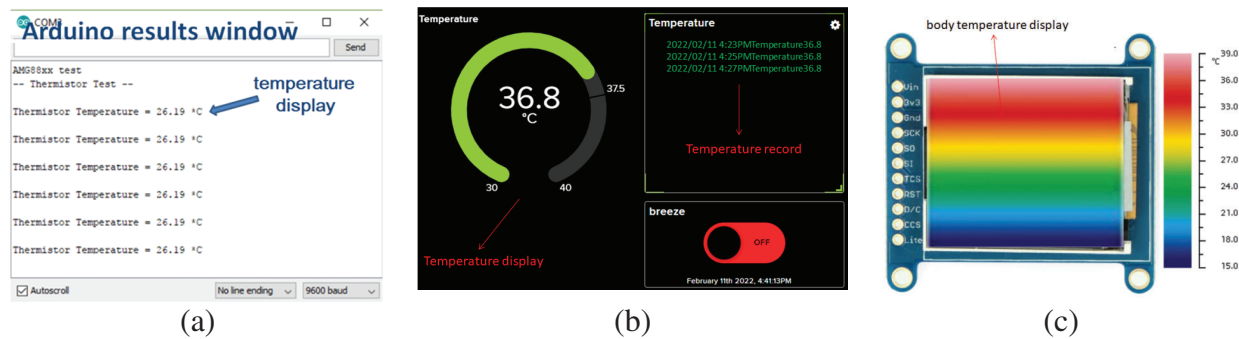 COM3
Arduino results window
Send
AMG88xx test
-- Thermistor Test --
temperature
display
Thermistor Temperature = 26.19 *C
Thermistor Temperature = 26.19 *C
Thermistor Temperature = 26.19 *C
Thermistor Temperature = 26.19 *C
Thermistor Temperature = 26.19 *C
Thermistor Temperature = 26.19 *C
Autoscroll
No line ending
9600 baud
(a)
Temperature
36.8
°C
37.5
30
40
Temperature display
Temperature
2022/02/11 4:23PMTemperature36.8
2022/02/11 4:25PMTemperature36.8
2022/02/11 4:27PMTemperature36.8
Temperature record
breeze
OFF
February 11th 2022, 4:41:13PM
(b)
body temperature display
Vin
3v3
Gnd
SCK
SO
SI
TCS
RST
D/C
CCS
Lite
39.0
°C
36.0
33.0
30.0
27.0
24.0
21.0
18.0
15.0
(c)